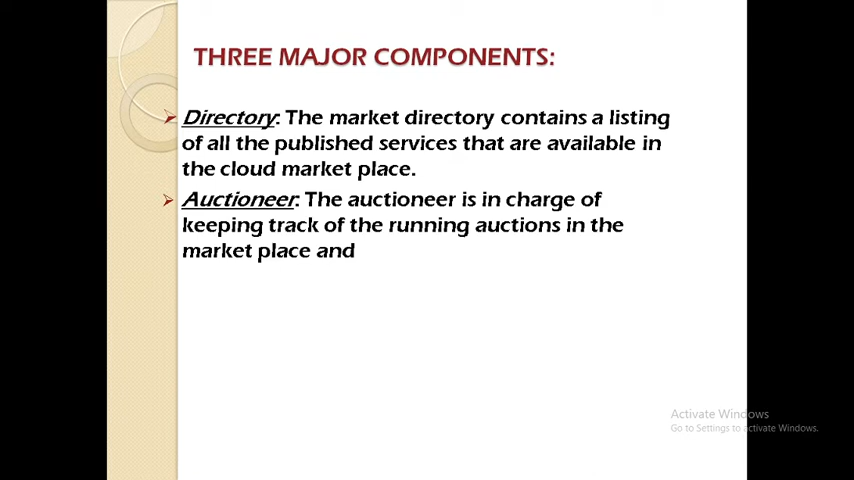 THREE MAJOR COMPONENTS:
Directory: The market directory contains a listing
of all the published services that are available in
the cloud market place.
Auctioneer: The auctioneer is in charge of
keeping track of the running auctions in the
market place and
Activate Windows
Go to Settings to activate Windows.